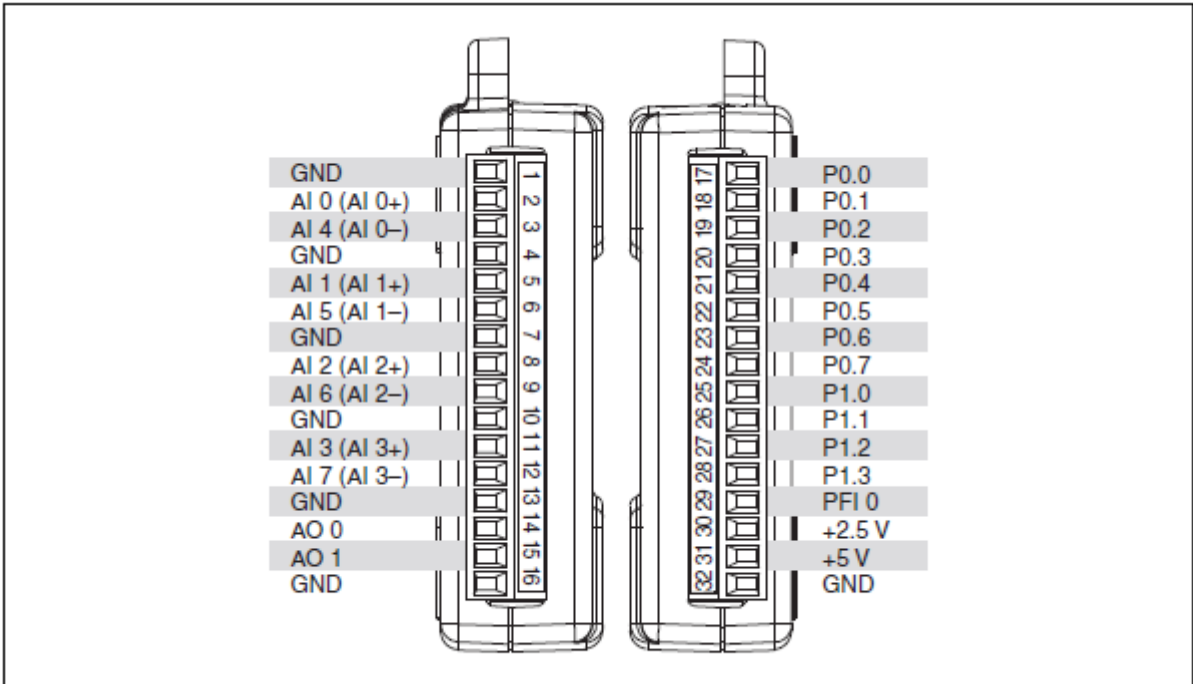 GND 1
AI 0 (AI 0+) 2
AI 4 (AI 0–) 3
GND 4
AI 1 (AI 1+) 5
AI 5 (AI 1–) 6
GND 7
AI 2 (AI 2+) 8
AI 6 (AI 2–) 9
GND 10
AI 3 (AI 3+) 11
AI 7 (AI 3–) 12
GND 13
AO 0 14
AO 1 15
GND 16
17 P0.0
18 P0.1
19 P0.2
20 P0.3
21 P0.4
22 P0.5
23 P0.6
24 P0.7
25 P1.0
26 P1.1
27 P1.2
28 P1.3
29 PFI 0
30 +2.5 V
31 +5 V
32 GND